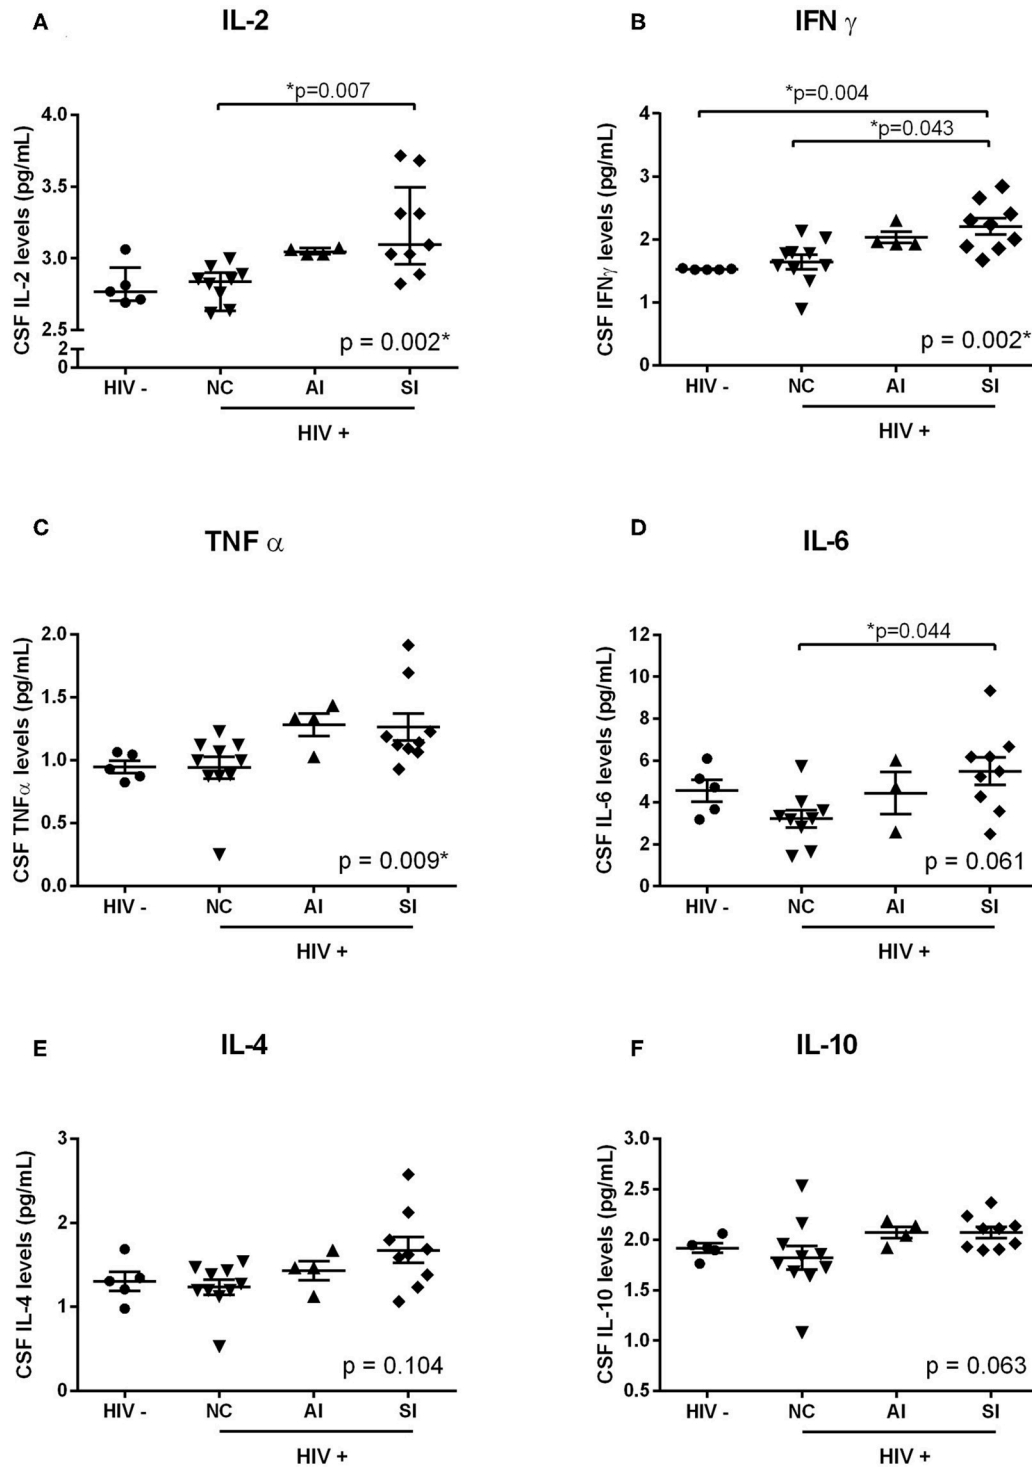 A IL-2
*p=0.007
CSF IL-2 levels (pg/mL)
4.0
3.5
3.0
2.5
2
0
p = 0.002*
HIV - NC AI SI
HIV +
B IFN γ
*p=0.004
*p=0.043
CSF IFNγ levels (pg/mL)
4
3
2
1
0
p = 0.002*
HIV - NC AI SI
HIV +
C TNF α
CSF TNFα levels (pg/mL)
2.0
1.5
1.0
0.5
0.0
p = 0.009*
HIV - NC AI SI
HIV +
D IL-6
*p=0.044
CSF IL-6 levels (pg/mL)
12
10
8
6
4
2
0
p = 0.061
HIV - NC AI SI
HIV +
E IL-4
CSF IL-4 levels (pg/mL)
3
2
1
0
p = 0.104
HIV - NC AI SI
HIV +
F IL-10
CSF IL-10 levels (pg/mL)
3.0
2.5
2.0
1.5
1.0
0.5
p = 0.063
HIV - NC AI SI
HIV +